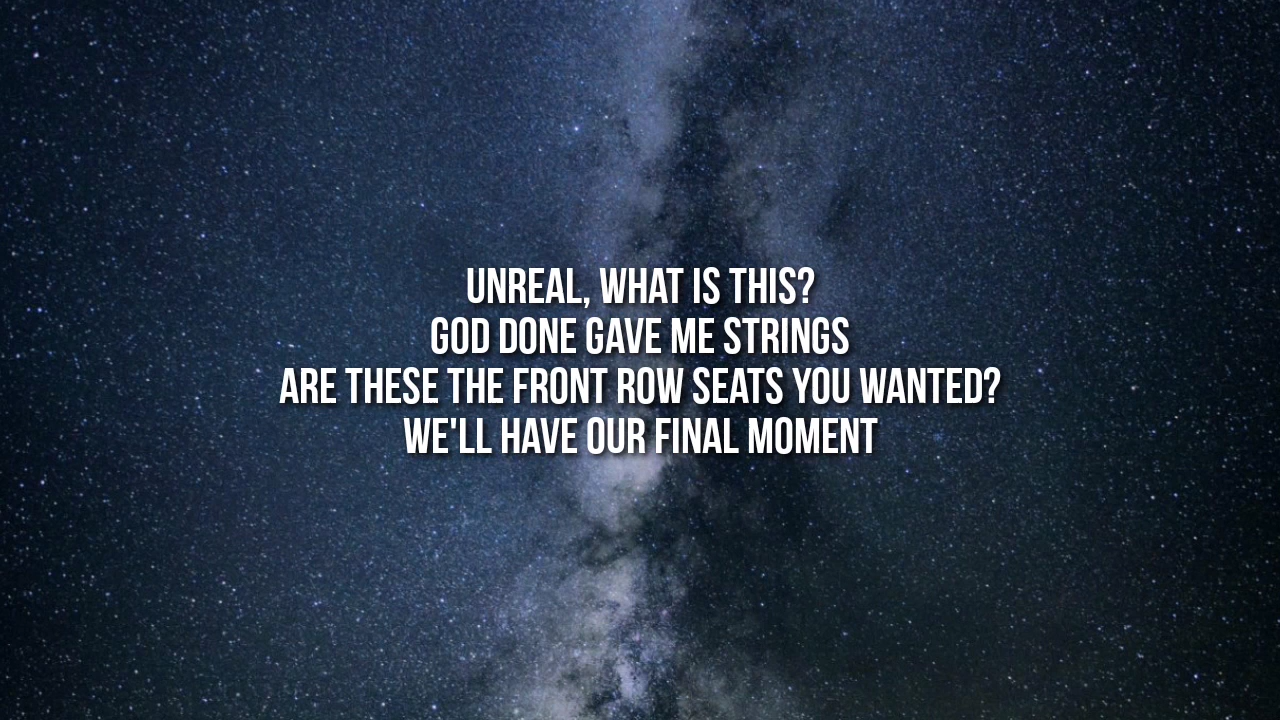 UNREAL, WHAT IS THIS?
GOD DONE GAVE ME STRINGS
ARE THESE THE FRONT ROW SEATS YOU WANTED?
WE'LL HAVE OUR FINAL MOMENT